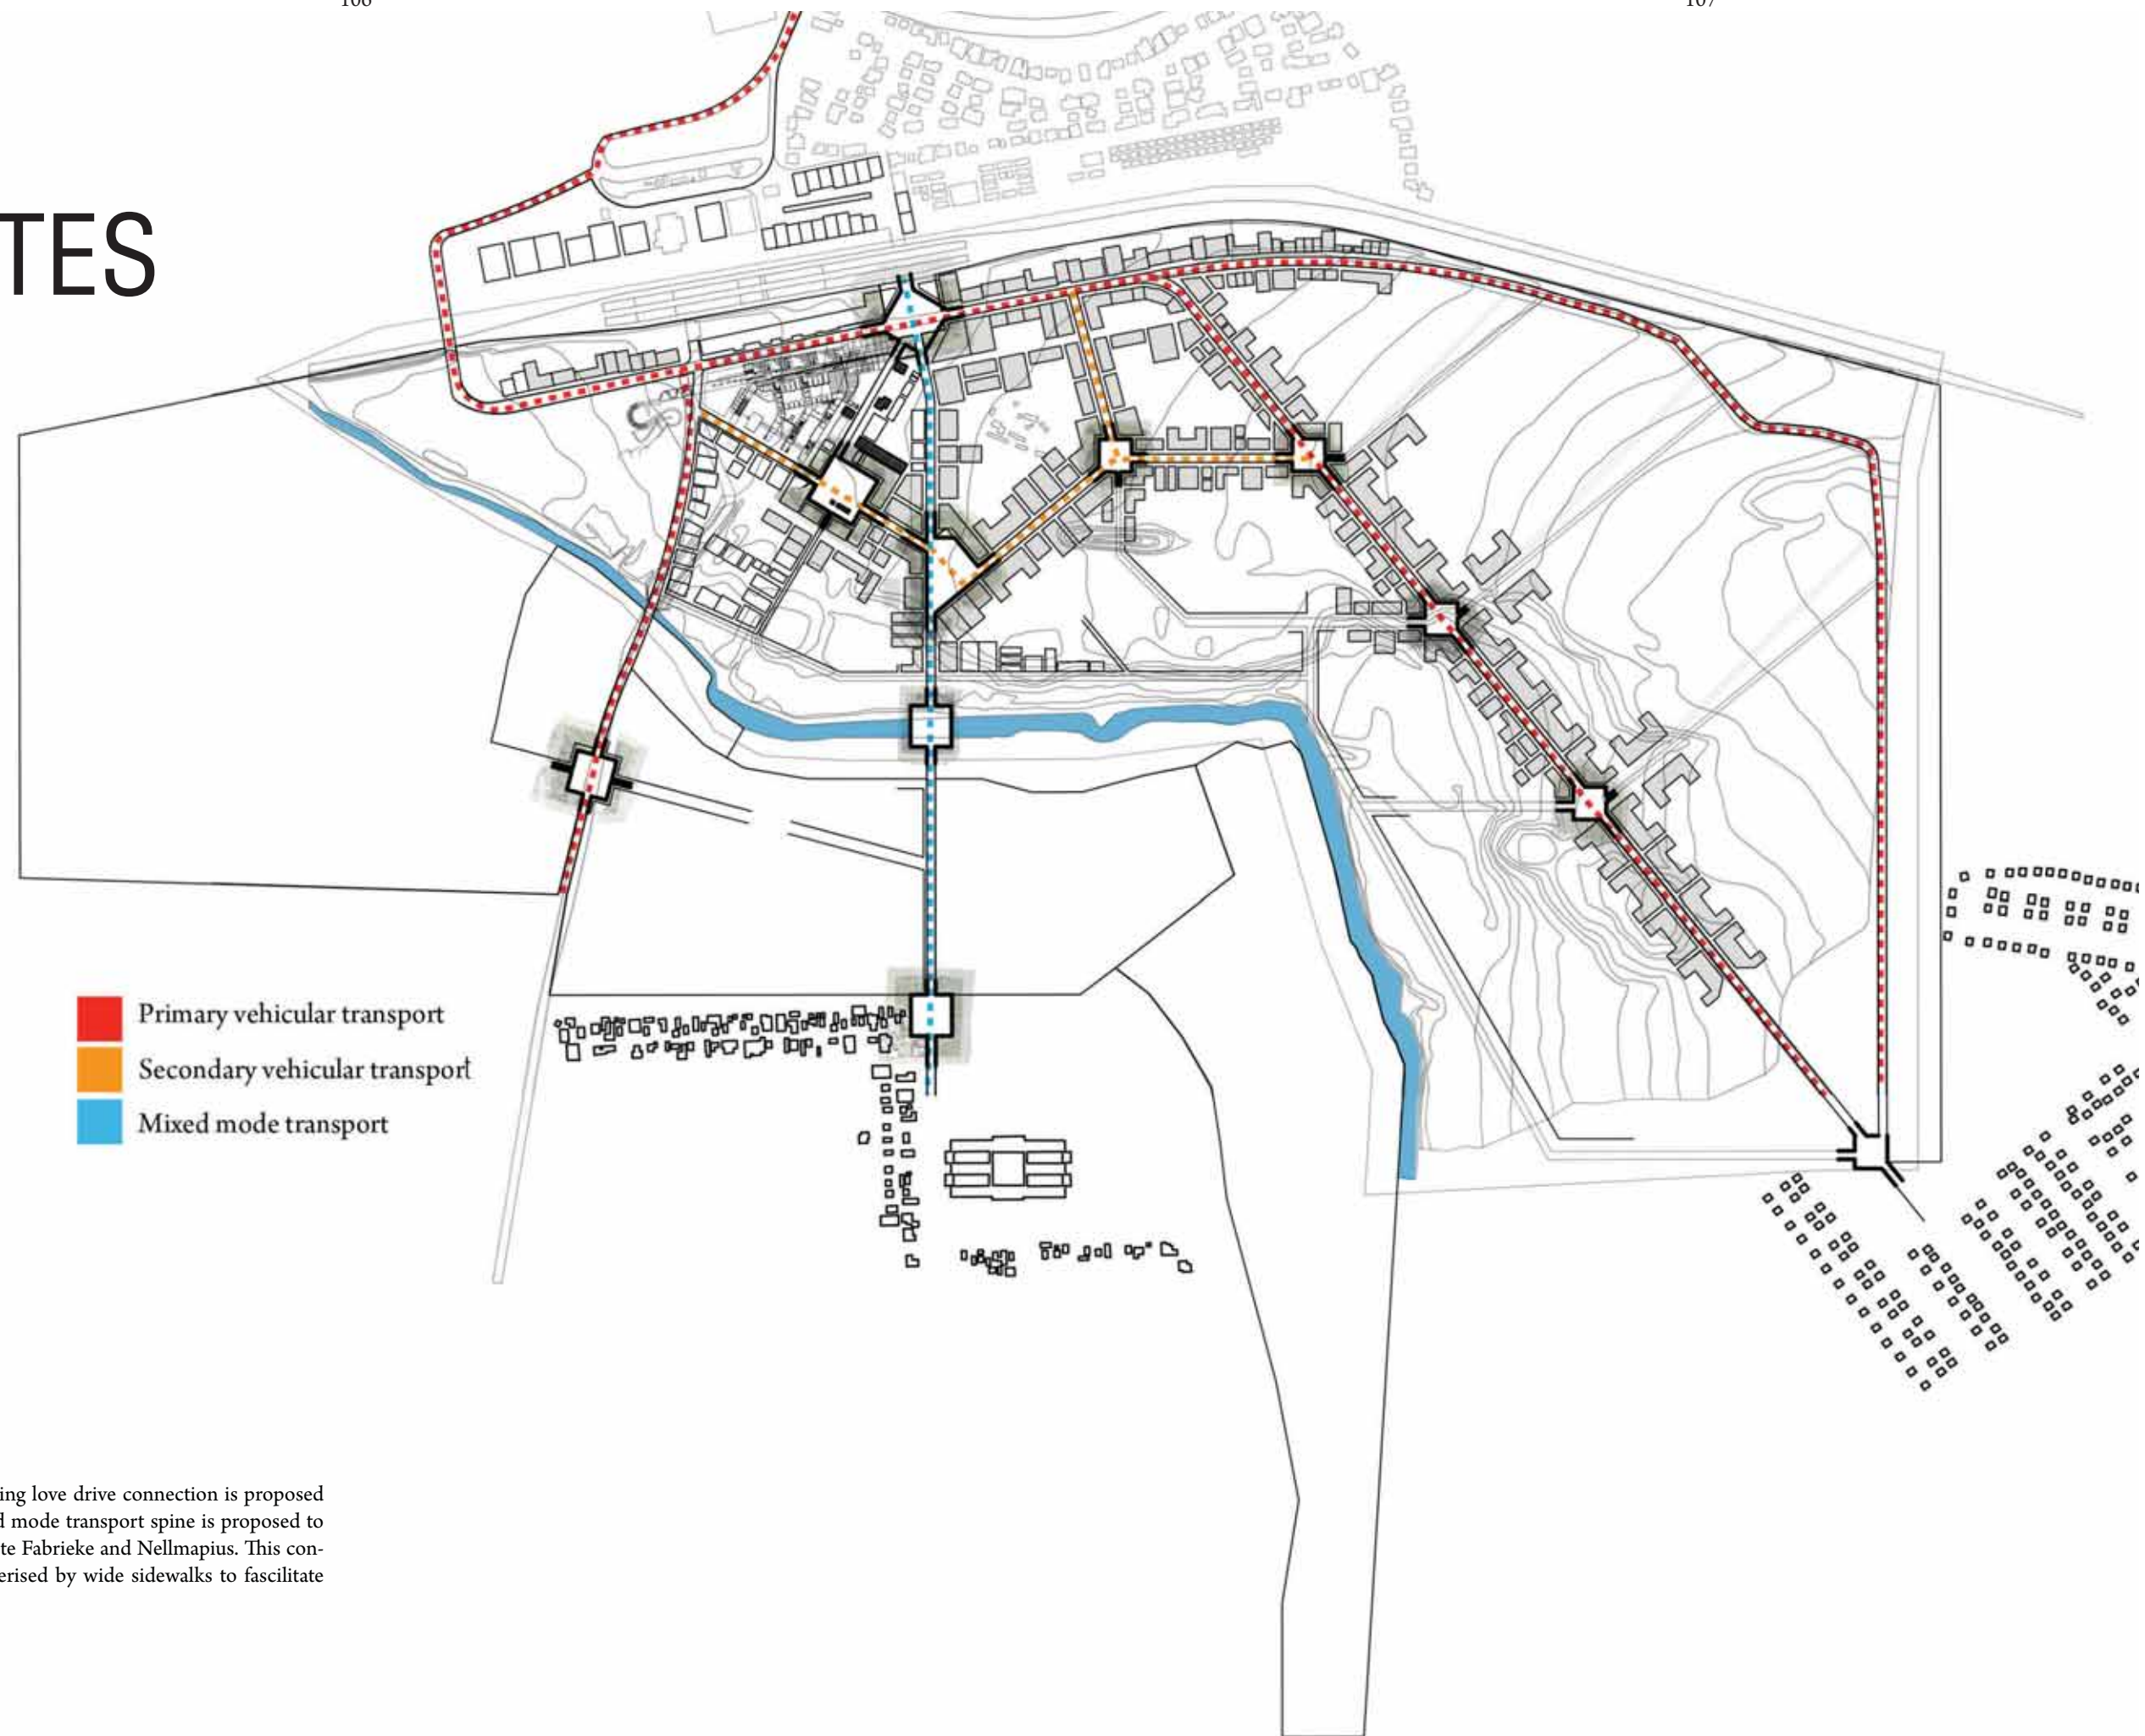 TES
Primary vehicular transport
Secondary vehicular transport
Mixed mode transport
ing love drive connection is proposed
d mode transport spine is proposed to
te Fabrieke and Nellmapius. This con-
erised by wide sidewalks to fascilitate